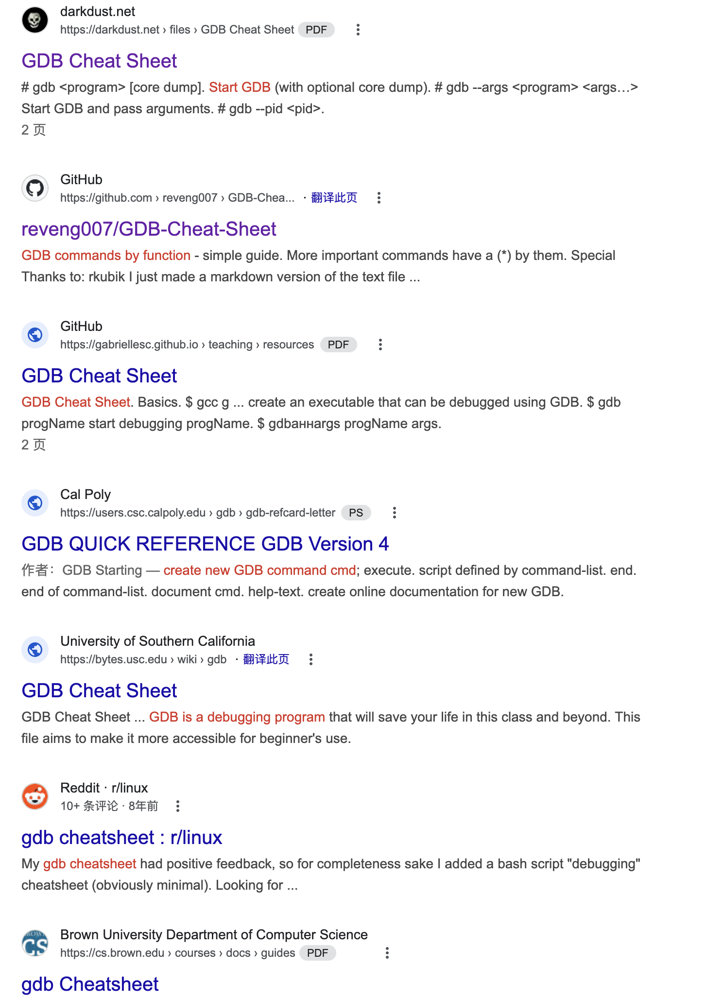 darkdust.net
https://darkdust.net › files › GDB Cheat Sheet PDF
GDB Cheat Sheet
# gdb <program> [core dump]. Start GDB (with optional core dump). # gdb --args <program> <args…>
Start GDB and pass arguments. # gdb --pid <pid>.
2 页
GitHub
https://github.com › reveng007 › GDB-Chea... · 翻译此页
reveng007/GDB-Cheat-Sheet
GDB commands by function - simple guide. More important commands have a (*) by them. Special
Thanks to: rkubik I just made a markdown version of the text file ...
GitHub
https://gabriellesc.github.io › teaching › resources PDF
GDB Cheat Sheet
GDB Cheat Sheet. Basics. $ gcc g ... create an executable that can be debugged using GDB. $ gdb
progName start debugging progName. $ gdbаннargs progName args.
2 页
Cal Poly
https://users.csc.calpoly.edu › gdb › gdb-refcard-letter PS
GDB QUICK REFERENCE GDB Version 4
作者：GDB Starting — create new GDB command cmd; execute. script defined by command-list. end.
end of command-list. document cmd. help-text. create online documentation for new GDB.
University of Southern California
https://bytes.usc.edu › wiki › gdb · 翻译此页
GDB Cheat Sheet
GDB Cheat Sheet ... GDB is a debugging program that will save your life in this class and beyond. This
file aims to make it more accessible for beginner's use.
Reddit · r/linux
10+ 条评论 · 8年前
gdb cheatsheet : r/linux
My gdb cheatsheet had positive feedback, so for completeness sake I added a bash script "debugging"
cheatsheet (obviously minimal). Looking for ...
BROWN
CS
Brown University Department of Computer Science
https://cs.brown.edu › courses › docs › guides PDF
gdb Cheatsheet